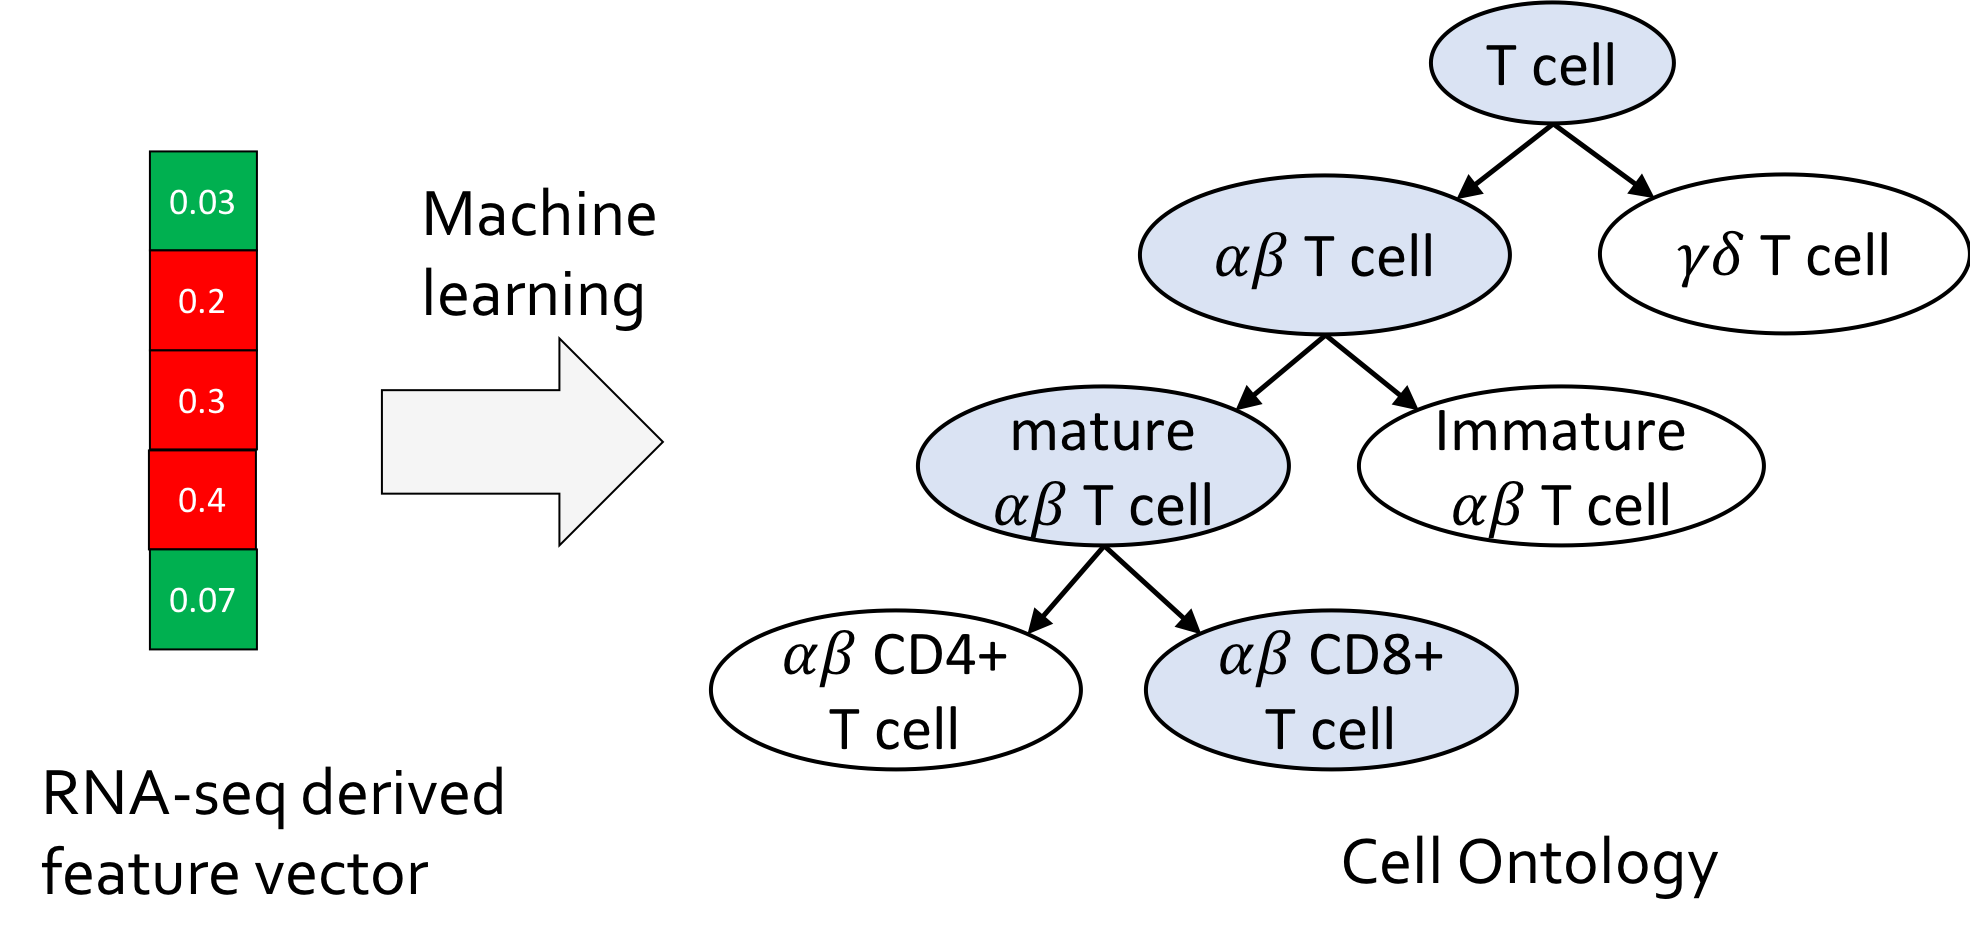 0.03
0.2
0.3
0.4
0.07
RNA-seq derived
feature vector
Machine
learning
T cell
αβ T cell
γδ T cell
mature
αβ T cell
Immature
αβ T cell
αβ CD4+
T cell
αβ CD8+
T cell
Cell Ontology